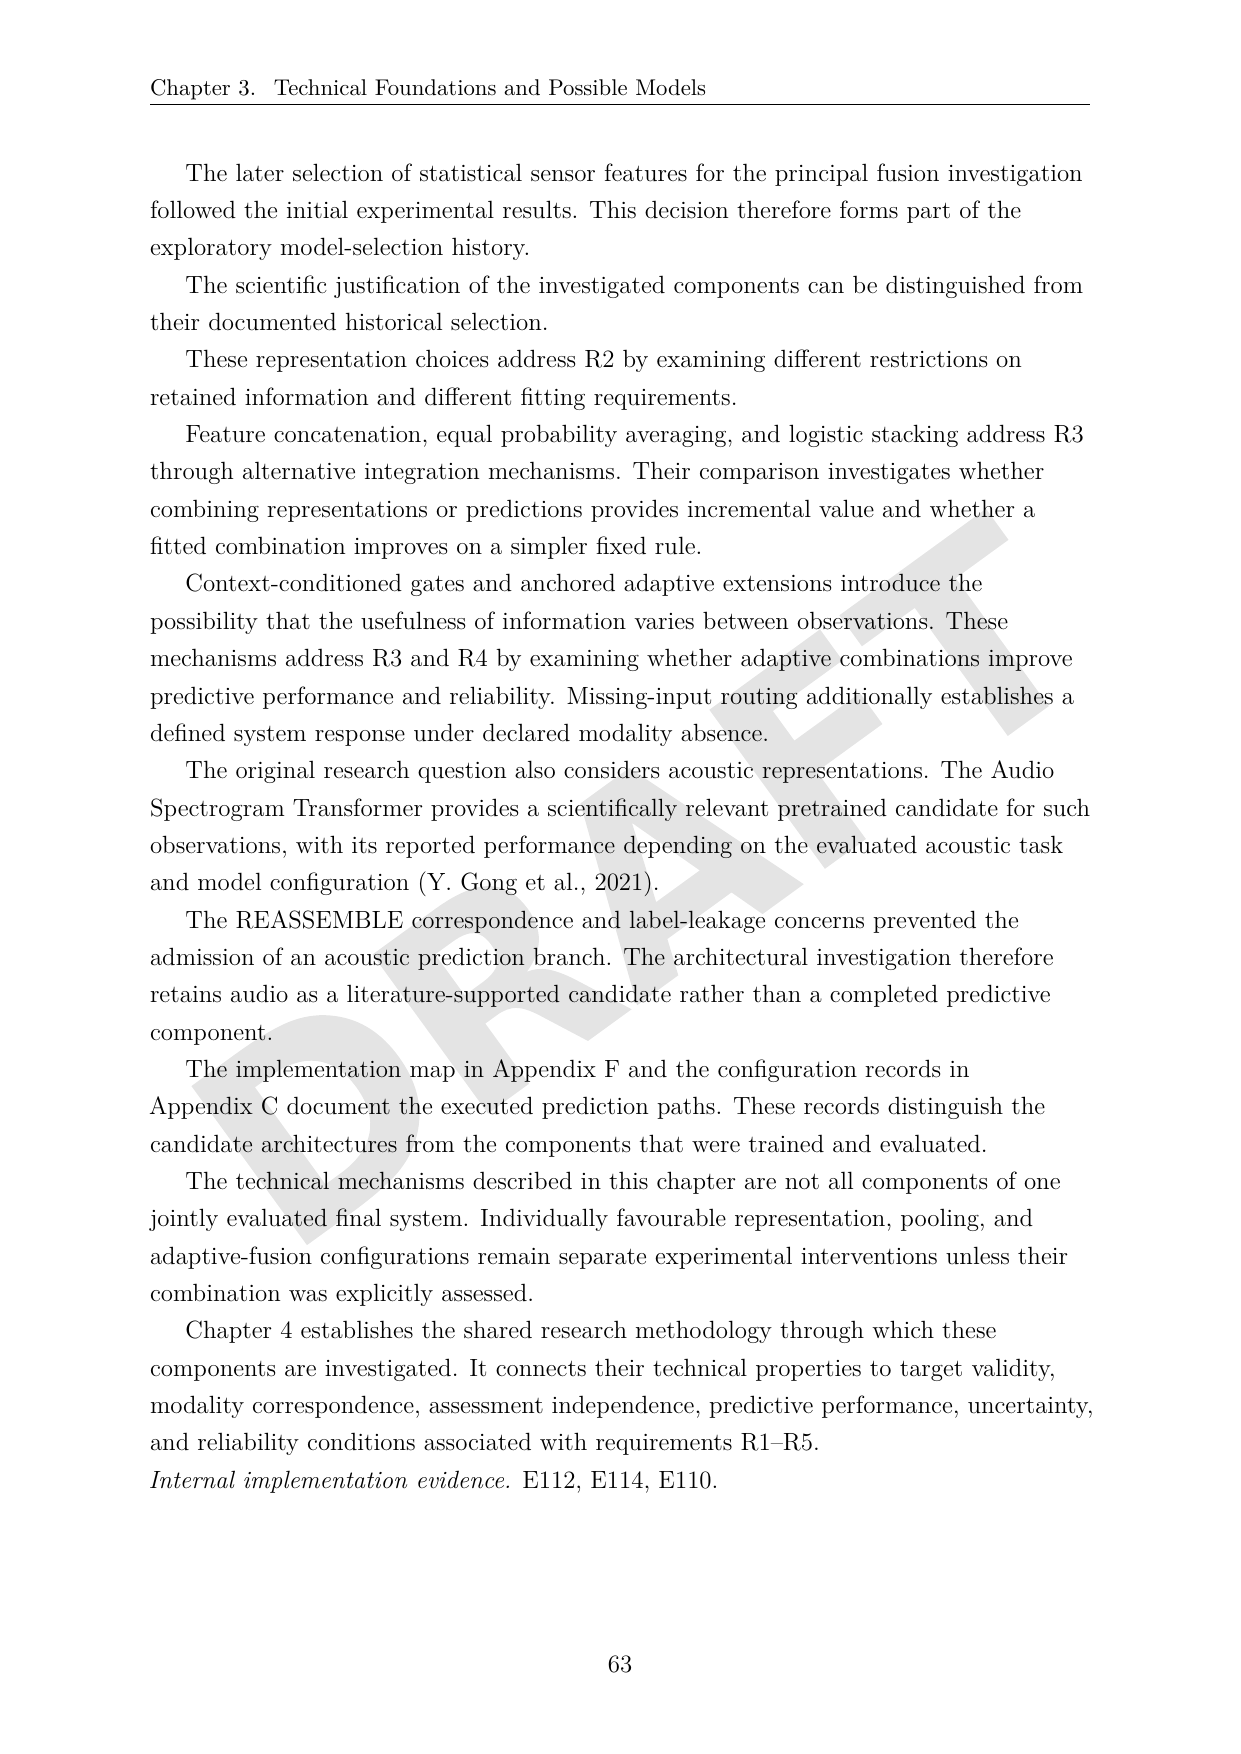 Chapter 3. Technical Foundations and Possible Models
The later selection of statistical sensor features for the principal fusion investigation
followed the initial experimental results. This decision therefore forms part of the
exploratory model-selection history.
The scientific justification of the investigated components can be distinguished from
their documented historical selection.
These representation choices address R2 by examining different restrictions on
retained information and different fitting requirements.
Feature concatenation, equal probability averaging, and logistic stacking address R3
through alternative integration mechanisms. Their comparison investigates whether
combining representations or predictions provides incremental value and whether a
fitted combination improves on a simpler fixed rule.
Context-conditioned gates and anchored adaptive extensions introduce the
possibility that the usefulness of information varies between observations. These
mechanisms address R3 and R4 by examining whether adaptive combinations improve
predictive performance and reliability. Missing-input routing additionally establishes a
defined system response under declared modality absence.
The original research question also considers acoustic representations. The Audio
Spectrogram Transformer provides a scientifically relevant pretrained candidate for such
observations, with its reported performance depending on the evaluated acoustic task
and model configuration (Y. Gong et al., 2021).
The REASSEMBLE correspondence and label-leakage concerns prevented the
admission of an acoustic prediction branch. The architectural investigation therefore
retains audio as a literature-supported candidate rather than a completed predictive
component.
The implementation map in Appendix F and the configuration records in
Appendix C document the executed prediction paths. These records distinguish the
candidate architectures from the components that were trained and evaluated.
The technical mechanisms described in this chapter are not all components of one
jointly evaluated final system. Individually favourable representation, pooling, and
adaptive-fusion configurations remain separate experimental interventions unless their
combination was explicitly assessed.
Chapter 4 establishes the shared research methodology through which these
components are investigated. It connects their technical properties to target validity,
modality correspondence, assessment independence, predictive performance, uncertainty,
and reliability conditions associated with requirements R1–R5.
Internal implementation evidence. E112, E114, E110.
63
DRAFT